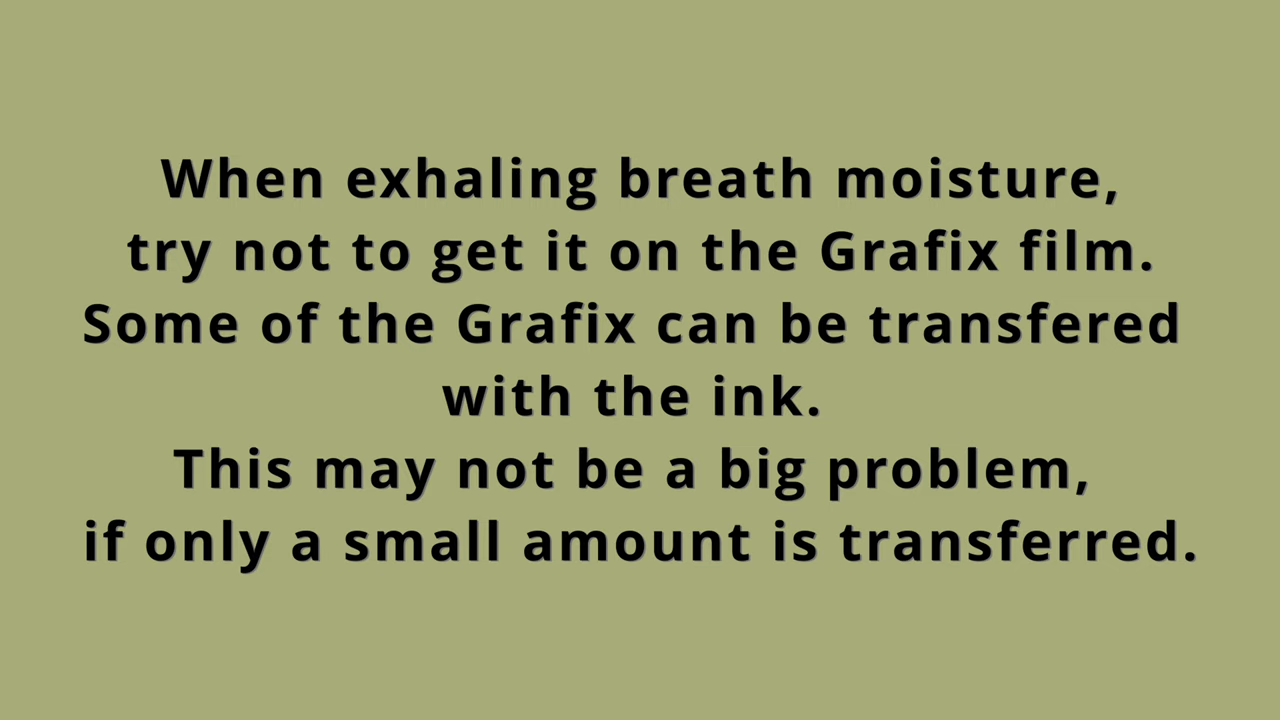 When exhaling breath moisture,
try not to get it on the Grafix film.
Some of the Grafix can be transfered
with the ink.
This may not be a big problem,
if only a small amount is transferred.